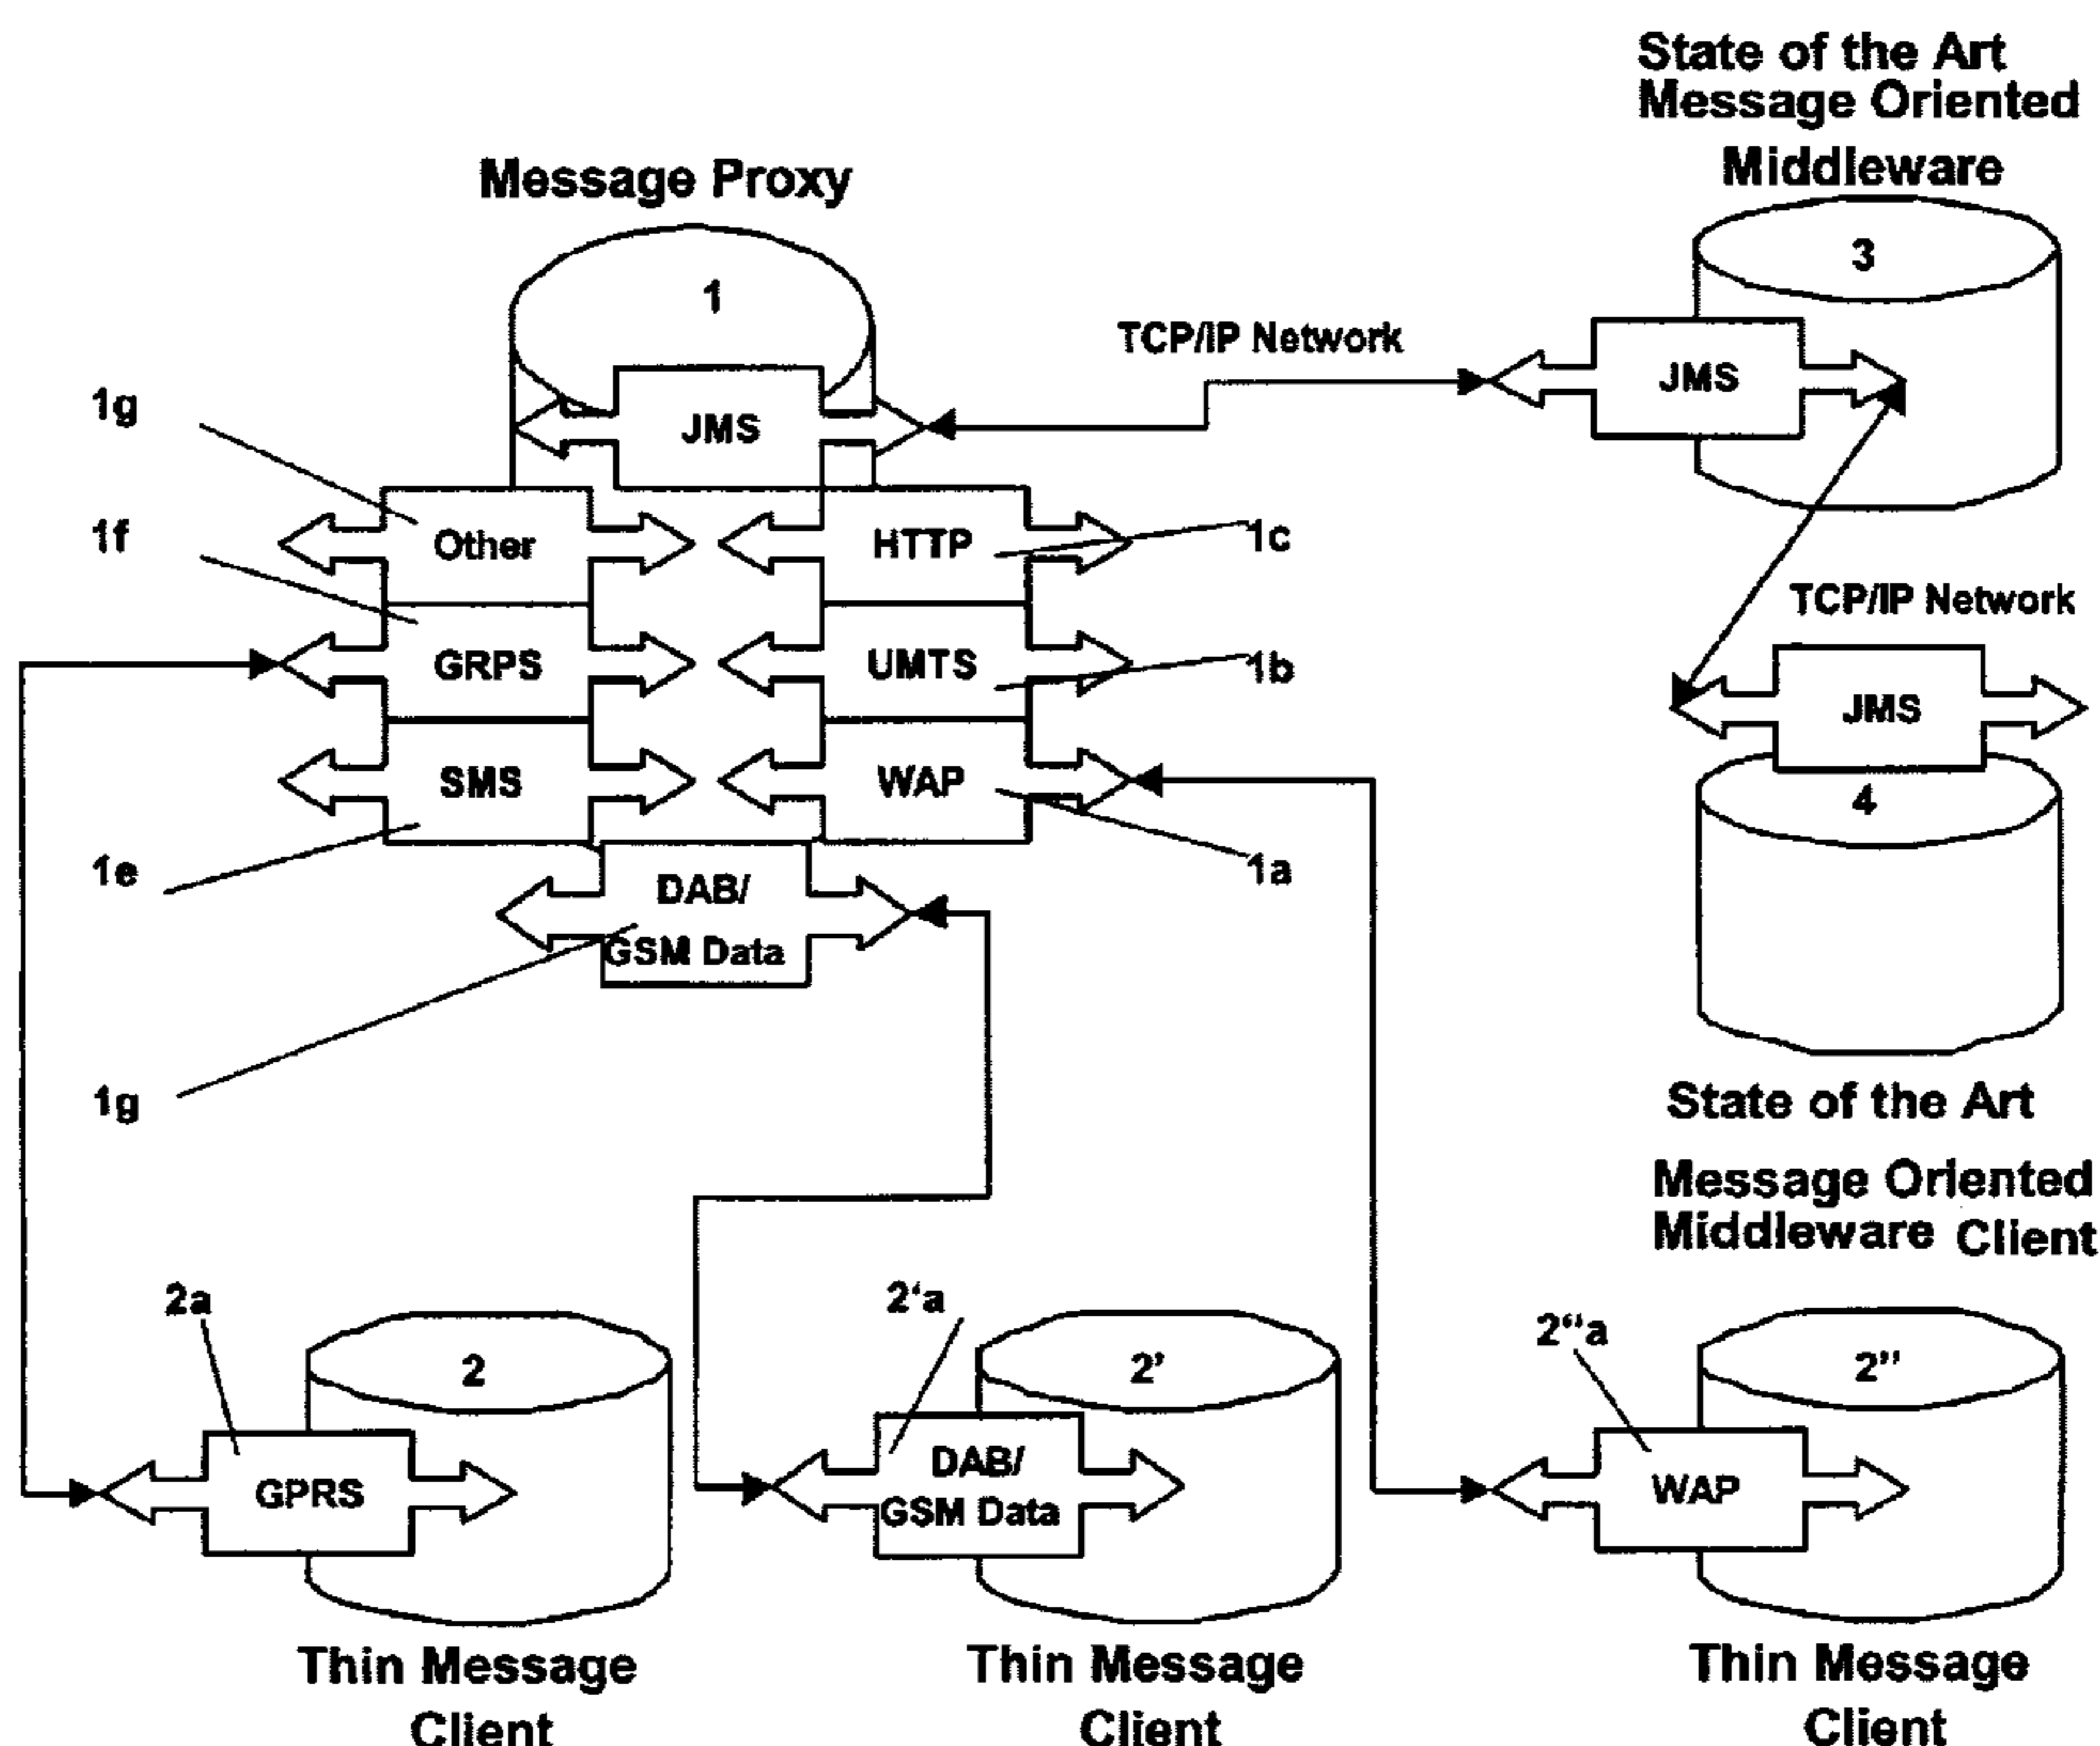 State of the Art
Message Oriented
Middleware
Message Proxy
3
1
TCP/IP Network
JMS
1g
JMS
1f
Other
HTTP
1c
TCP/IP Network
GRPS
UMTS
1b
JMS
SMS
WAP
4
1e
1a
DAB/
GSM Data
1g
State of the Art
Message Oriented
Middleware Client
2a
2'a
2"a
2
2'
2"
DAB/
GPRS
GSM Data
WAP
Thin Message
Client
Thin Message
Client
Thin Message
Client